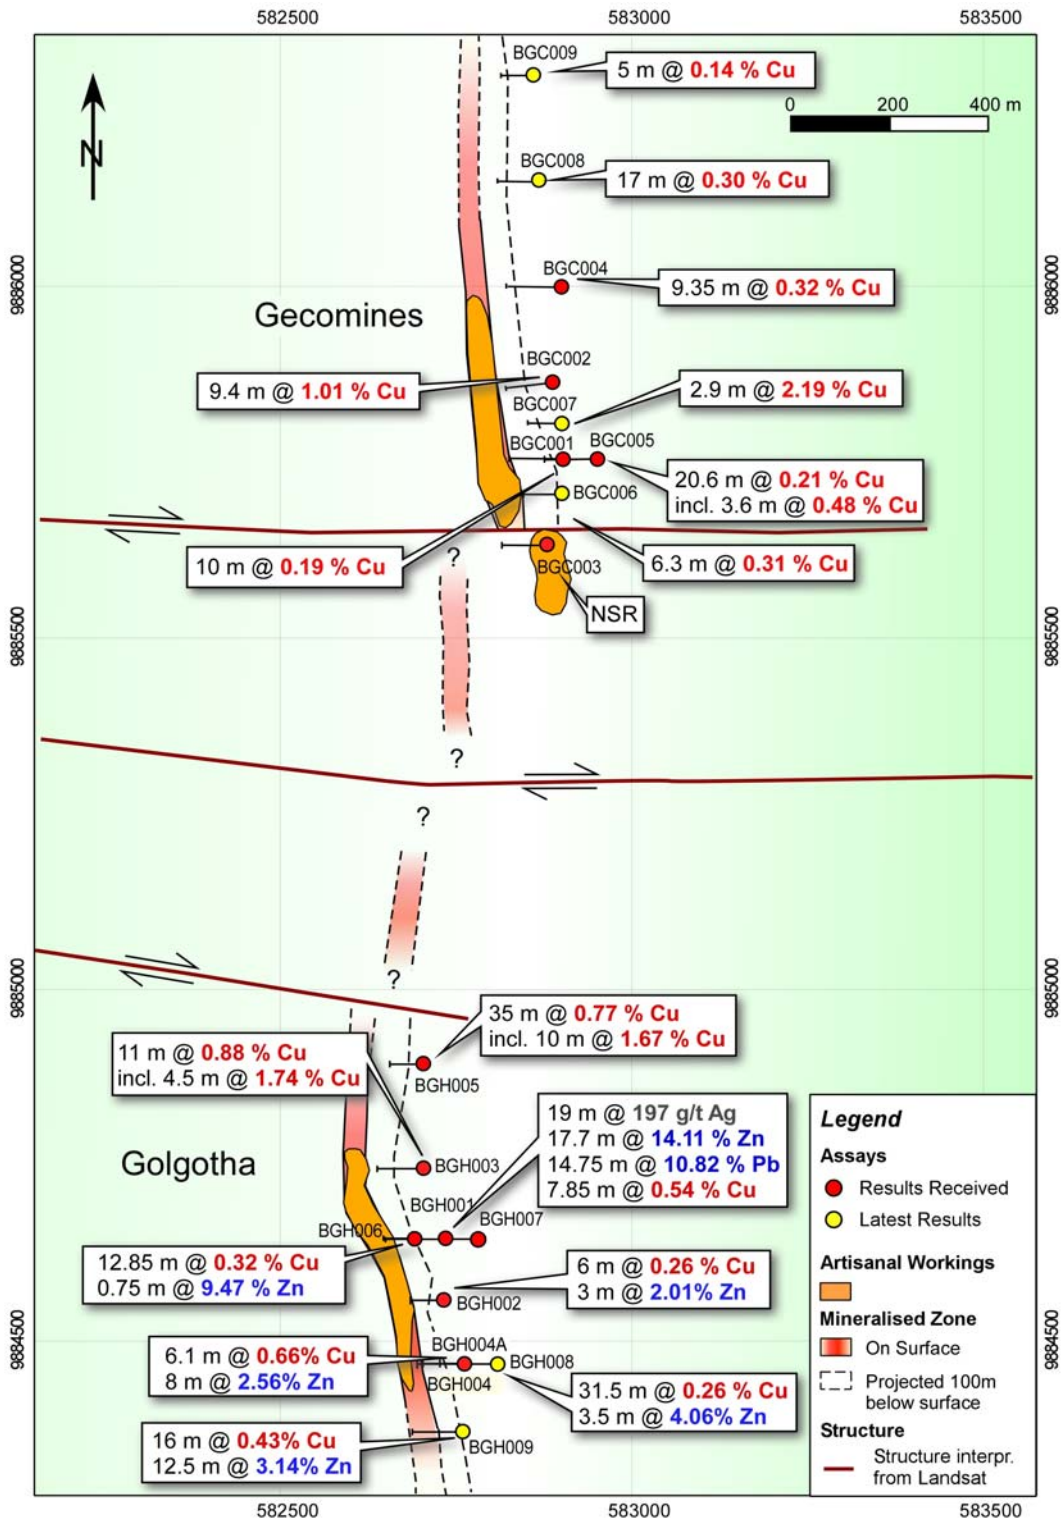 582500 583000 583500
BGC009
5 m @ 0.14 % Cu
0 200 400 m
N
BGC008
17 m @ 0.30 % Cu
9886000
9886000
BGC004
9.35 m @ 0.32 % Cu
Gecomines
BGC002
9.4 m @ 1.01 % Cu
2.9 m @ 2.19 % Cu
BGC007
BGC001
BGC005
20.6 m @ 0.21 % Cu
incl. 3.6 m @ 0.48 % Cu
BGC006
10 m @ 0.19 % Cu
?
BGC003
6.3 m @ 0.31 % Cu
NSR
9885500
9885500
?
?
?
9885000
9885000
35 m @ 0.77 % Cu
incl. 10 m @ 1.67 % Cu
11 m @ 0.88 % Cu
incl. 4.5 m @ 1.74 % Cu
BGH005
19 m @ 197 g/t Ag
17.7 m @ 14.11 % Zn
14.75 m @ 10.82 % Pb
7.85 m @ 0.54 % Cu
Golgotha
BGH003
BGH001
BGH007
BGH006
12.85 m @ 0.32 % Cu
0.75 m @ 9.47 % Zn
6 m @ 0.26 % Cu
3 m @ 2.01% Zn
BGH002
9884500
9884500
BGH004A
6.1 m @ 0.66% Cu
8 m @ 2.56% Zn
BGH008
BGH004
31.5 m @ 0.26 % Cu
3.5 m @ 4.06% Zn
16 m @ 0.43% Cu
12.5 m @ 3.14% Zn
BGH009
Legend
Assays
Results Received
Latest Results
Artisanal Workings
Mineralised Zone
On Surface
Projected 100m
below surface
Structure
Structure interpr.
from Landsat
582500 583000 583500